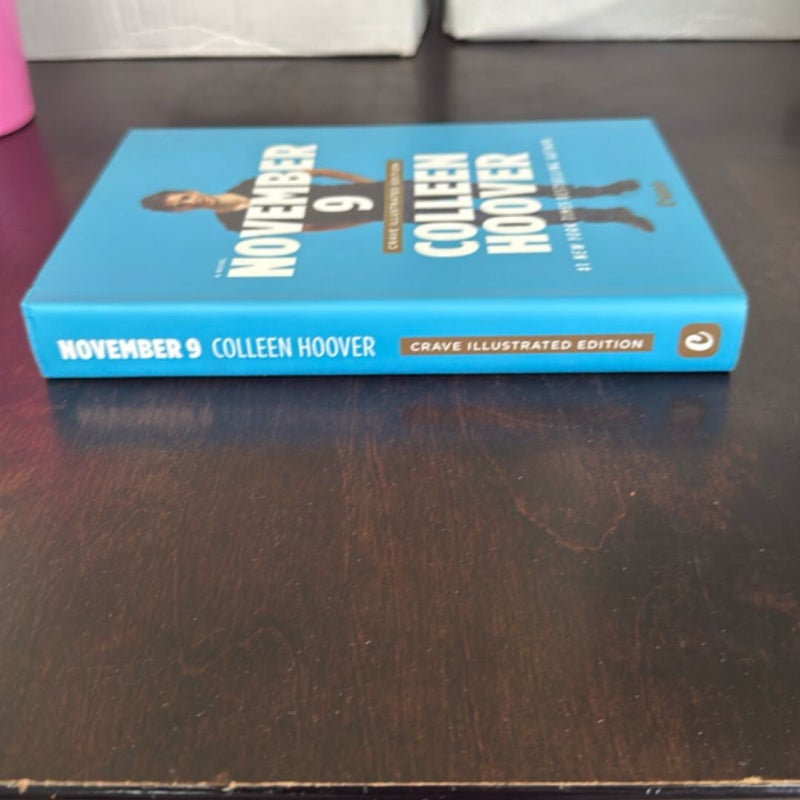 A NOVEL
NOVEMBER
9
CRAVE ILLUSTRATED EDITION
COLLEEN
HOOVER
#1 NEW YORK TIMES BESTSELLING AUTHOR
NOVEMBER 9 COLLEEN HOOVER CRAVE ILLUSTRATED EDITION